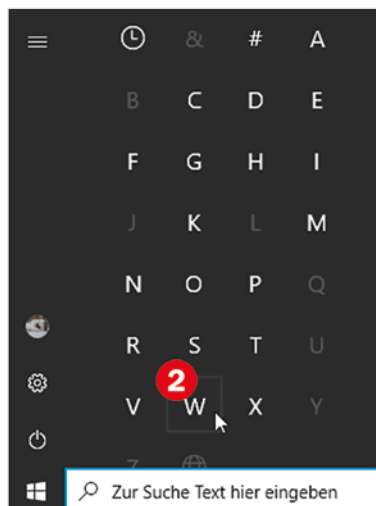 & # A
B C D E
F G H I
J K L M
N O P Q
R S T U
2
V W X Y
Z
Zur Suche Text hier eingeben